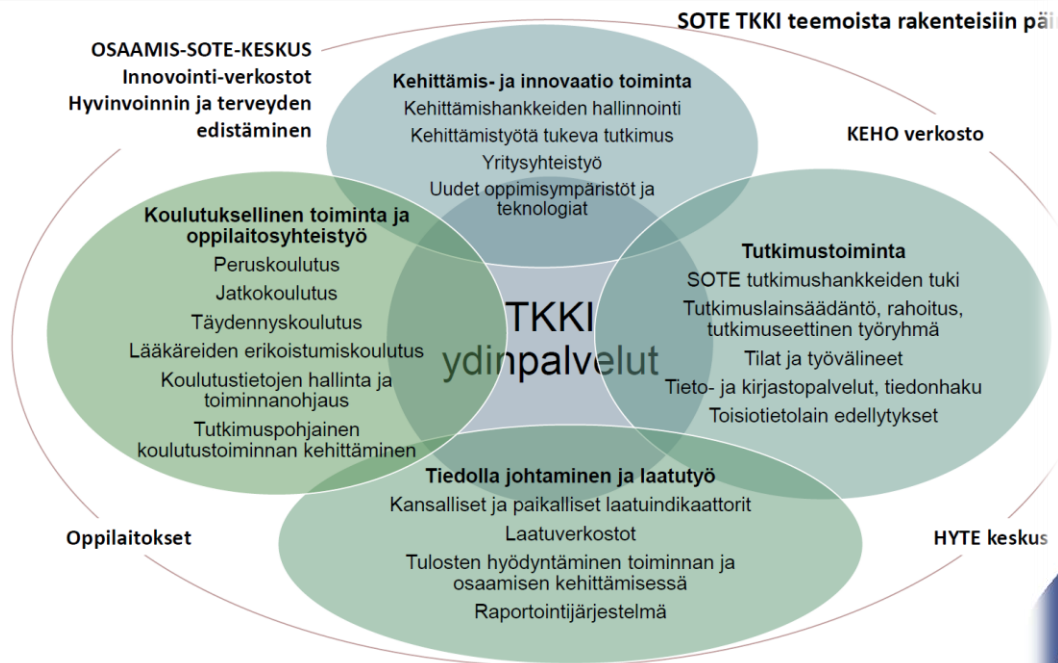 SOTE TKKI teemoista rakenteisiin
OSAAMIS-SOTE-KESKUS
Innovointi-verkostot
Hyvinvoinnin ja terveyden
edistäminen
Kehittämis- ja innovaatio toiminta
Kehittämishankkeiden hallinnointi
Kehittämistyötä tukeva tutkimus
Yritysyhteistyö
Uudet oppimisympäristöt ja
teknologiat
KEHO verkosto
Koulutuksellinen toiminta ja
oppilaitosyhteistyö
Peruskoulutus
Jatkokoulutus
Täydennyskoulutus
Lääkäreiden erikoistumiskoulutus
Koulutustietojen hallinta ja
toiminnanohjaus
Tutkimuspohjainen
koulutustoiminnan kehittäminen
TKKI
ydinpalvelut
Tutkimustoiminta
SOTE tutkimushankkeiden tuki
Tutkimuslainsäädäntö, rahoitus,
tutkimuseettinen työryhmä
Tilat ja työvälineet
Tieto- ja kirjastopalvelut, tiedonhaku
Toisiotietolain edellytykset
Tiedolla johtaminen ja laatutyö
Kansalliset ja paikalliset laatuindikaattorit
Laatuverkostot
Tulosten hyödyntäminen toiminnan ja
osaamisen kehittämisessä
Raportointijärjestelmä
Oppilaitokset
HYTE keskus